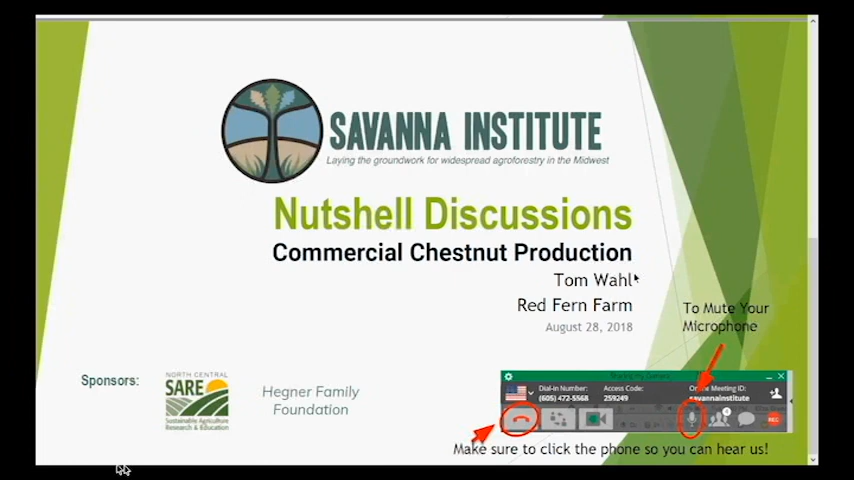 SAVANNA INSTITUTE
Laying the groundwork for widespread agroforestry in the Midwest
Nutshell Discussions
Commercial Chestnut Production
Tom Wahl
Red Fern Farm
August 28, 2018
To Mute Your
Microphone
Sponsors:
NORTH CENTRAL
SARE
Sustainable Agriculture
Research & Education
Hegner Family
Foundation
Dial-in Number:
(605) 472-5568
Access Code:
259249
Online Meeting ID:
savannainstitute
REC
Make sure to click the phone so you can hear us!